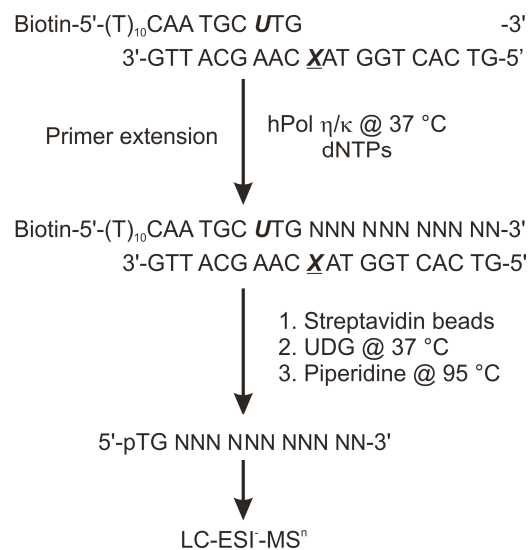 Biotin-5'-(T)10CAA TGC UTG -3'
3'-GTT ACG AAC XAT GGT CAC TG-5'
Primer extension
hPol η/κ @ 37 °C
dNTPs
Biotin-5'-(T)10CAA TGC UTG NNN NNN NNN NN-3'
3'-GTT ACG AAC XAT GGT CAC TG-5'
1. Streptavidin beads
2. UDG @ 37 °C
3. Piperidine @ 95 °C
5'-pTG NNN NNN NNN NN-3'
LC-ESI⁻-MSⁿ